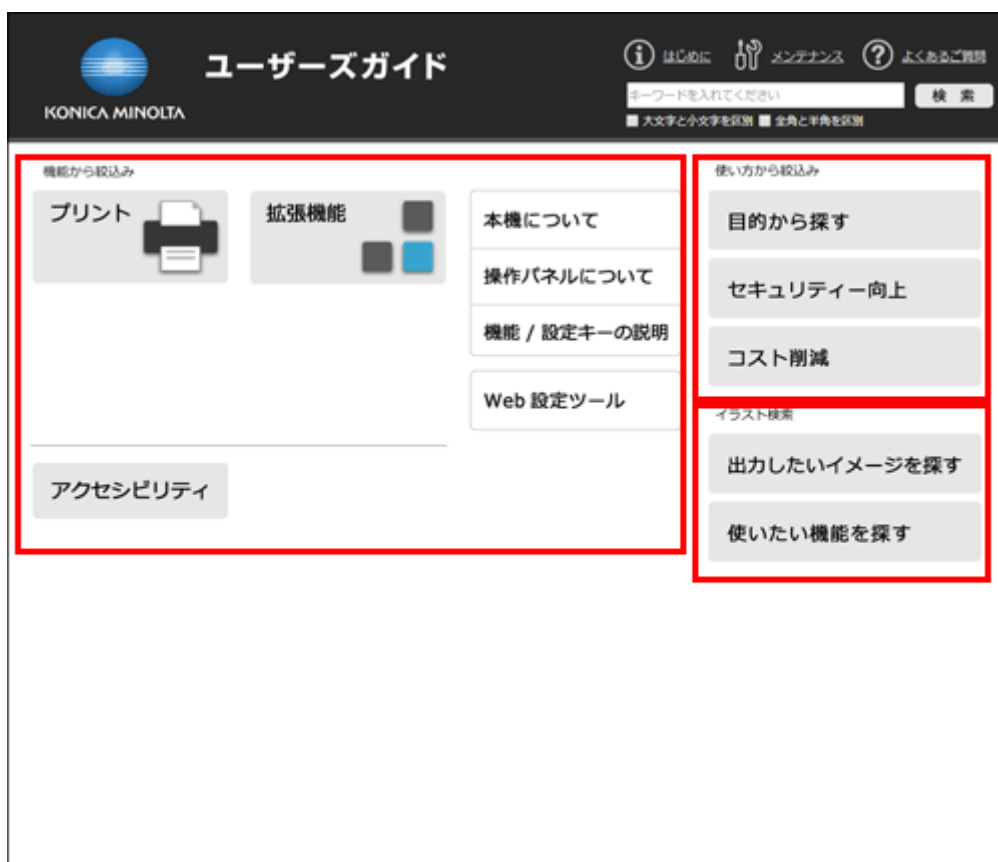 KONICA MINOLTA
ユーザーズガイド
はじめに
メンテナンス
よくあるご質問
キーワードを入れてください
検 索
大文字と小文字を区別
全角と半角を区別
機能から絞込み
プリント
拡張機能
アクセシビリティ
本機について
操作パネルについて
機能 / 設定キーの説明
Web 設定ツール
使い方から絞込み
目的から探す
セキュリティー向上
コスト削減
イラスト検索
出力したいイメージを探す
使いたい機能を探す